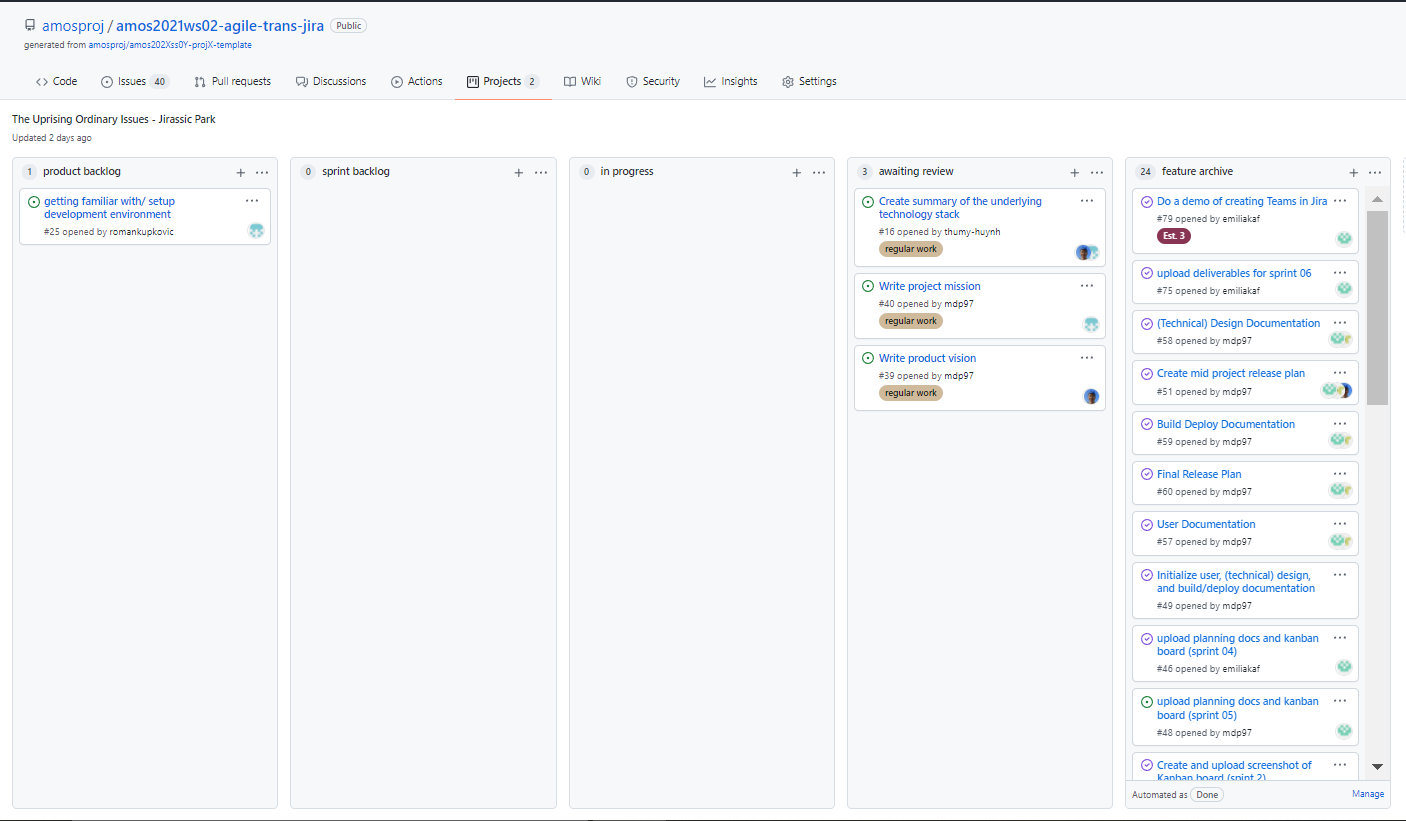 amosproj / amos2021ws02-agile-trans-jira Public
generated from amosproj/amos202Xss0Y-projX-template
Code Issues 40 Pull requests Discussions Actions Projects 2 Wiki Security Insights Settings
The Uprising Ordinary Issues - Jirassic Park
Updated 2 days ago
1 product backlog
getting familiar with/ setup
development environment
#25 opened by romankupkovic
0 sprint backlog
0 in progress
3 awaiting review
Create summary of the underlying
technology stack
#16 opened by thumy-huynh
regular work
Write project mission
#40 opened by mdp97
regular work
Write product vision
#39 opened by mdp97
regular work
24 feature archive
Do a demo of creating Teams in Jira
#79 opened by emiliakaf
Est. 3
upload deliverables for sprint 06
#75 opened by emiliakaf
(Technical) Design Documentation
#58 opened by mdp97
Create mid project release plan
#51 opened by mdp97
Build Deploy Documentation
#59 opened by mdp97
Final Release Plan
#60 opened by mdp97
User Documentation
#57 opened by mdp97
Initialize user, (technical) design,
and build/deploy documentation
#49 opened by mdp97
upload planning docs and kanban
board (sprint 04)
#46 opened by emiliakaf
upload planning docs and kanban
board (sprint 05)
#48 opened by mdp97
Create and upload screenshot of
Kanban board (spint 2)
Automated as Done Manage